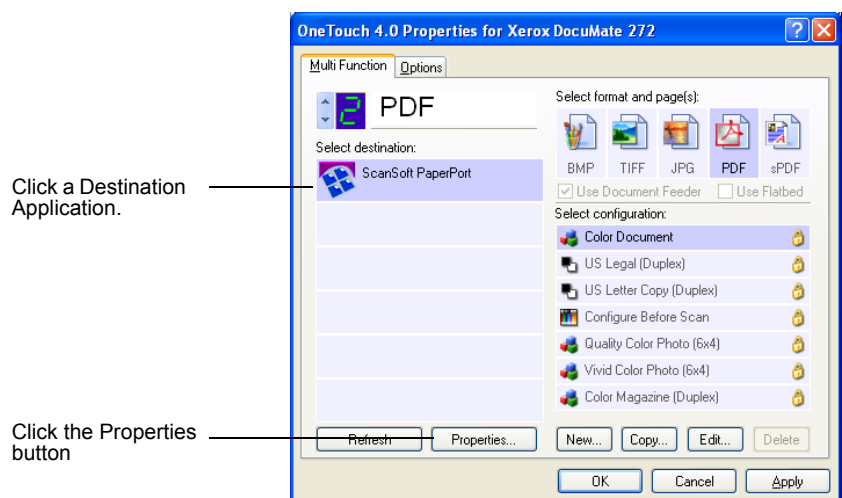 OneTouch 4.0 Properties for Xerox DocuMate 272
Multi Function
Options
2
PDF
Select destination:
ScanSoft PaperPort
Click a Destination
Application.
Click the Properties
button
Refresh
Properties...
Select format and page(s):
BMP
TIFF
JPG
PDF
sPDF
Use Document Feeder
Use Flatbed
Select configuration:
Color Document
US Legal (Duplex)
US Letter Copy (Duplex)
Configure Before Scan
Quality Color Photo (6x4)
Vivid Color Photo (6x4)
Color Magazine (Duplex)
New...
Copy...
Edit...
Delete
OK
Cancel
Apply